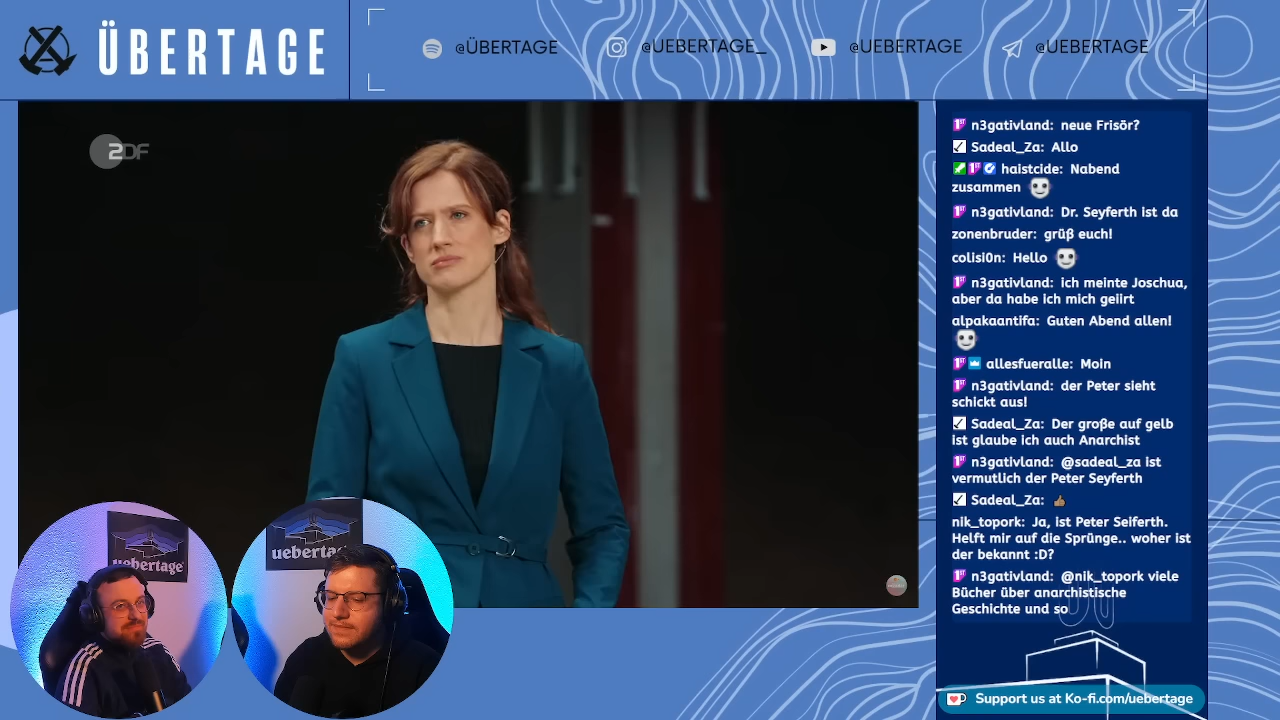 ÜBERTAGE
@ÜBERTAGE
@UEBERTAGE_
@UEBERTAGE
@UEBERTAGE
2DF
n3gativland: neue Frisör?
Sadeal_Za: Allo
haistcide: Nabend
zusammen
n3gativland: Dr. Seyferth ist da
zonenbruder: grüß euch!
colisi0n: Hello
n3gativland: ich meinte Joschua,
aber da habe ich mich geiirt
alpakaantifa: Guten Abend allen!
allesfueralle: Moin
n3gativland: der Peter sieht
schickt aus!
Sadeal_Za: Der große auf gelb
ist glaube ich auch Anarchist
n3gativland: @sadeal_za ist
vermutlich der Peter Seyferth
Sadeal_Za:
nik_topork: Ja, ist Peter Seiferth.
Helft mir auf die Sprünge.. woher ist
der bekannt :D?
n3gativland: @nik_topork viele
Bücher über anarchistische
Geschichte und so
uebertage
uebertag
Support us at Ko-fi.com/uebertage